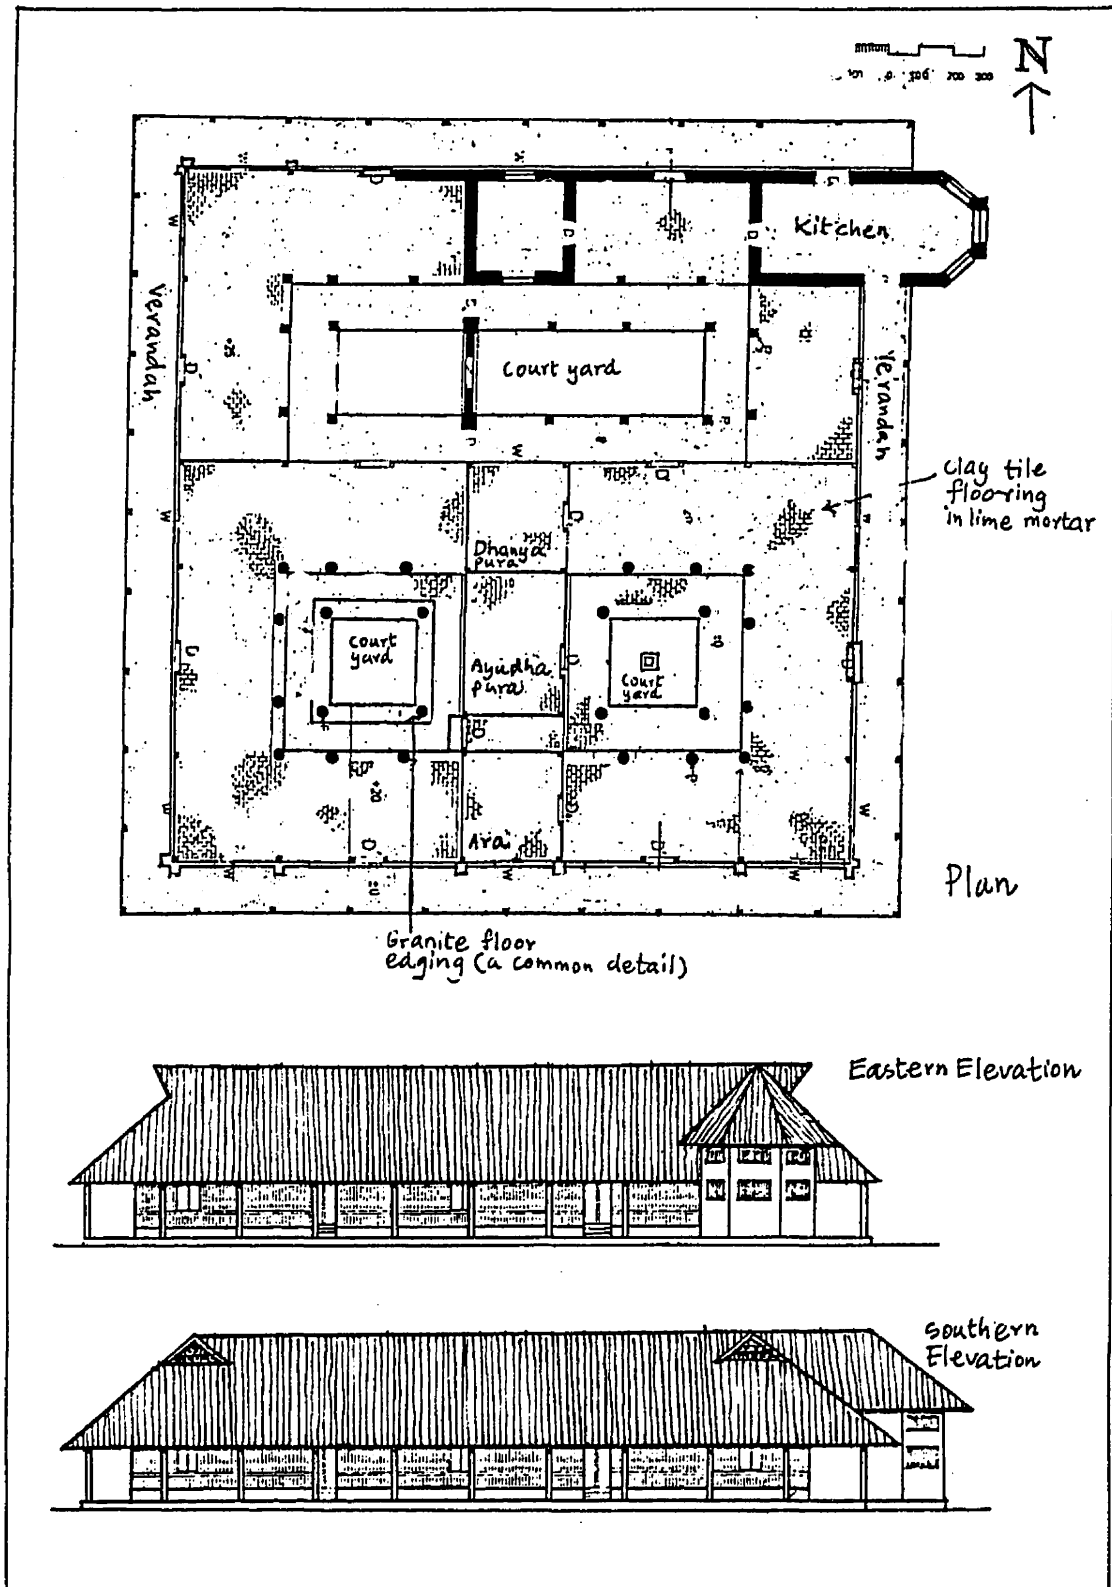 N
Kitchen
Verandah
Court yard
Verandah
Clay tile
flooring
in lime mortar
Dhanya
pura
Court
yard
Ayudha
pura
Court
yard
Ara
Plan
Granite floor
edging (a common detail)
Eastern Elevation
Southern
Elevation